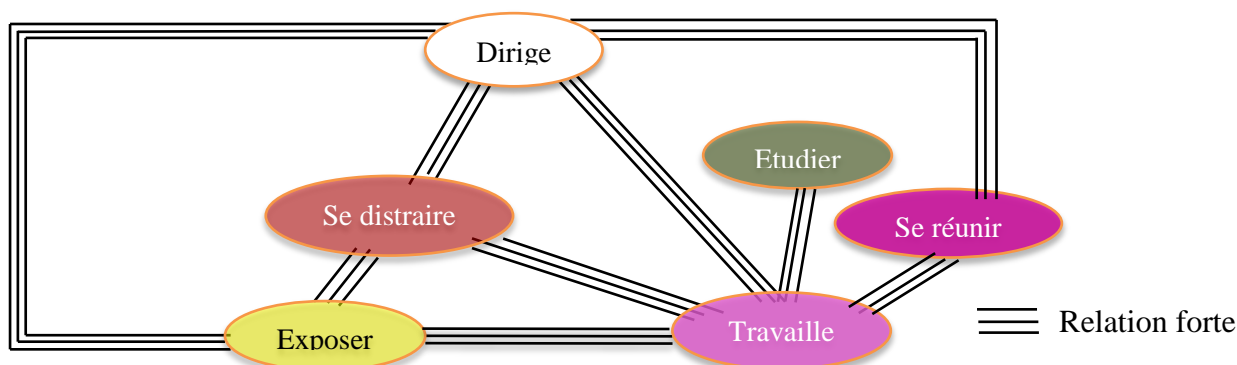 Dirige
Etudier
Se distraire
Se réunir
Exposer
Travaille
Relation forte